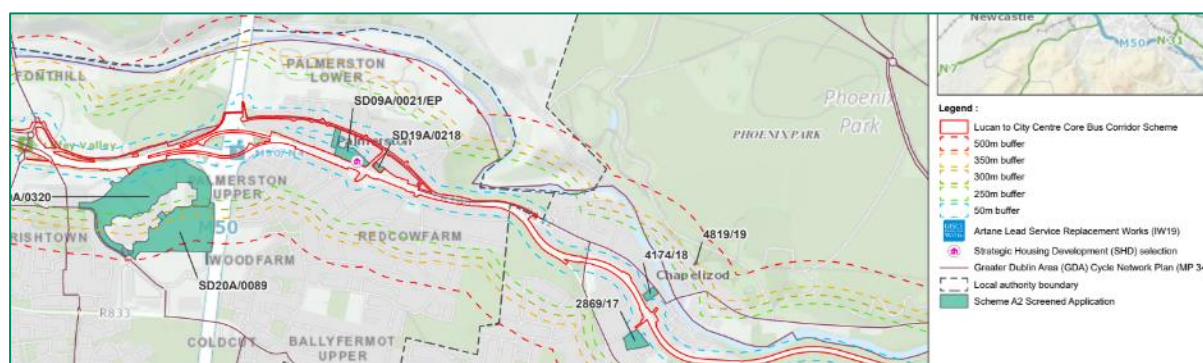 Newcastle
M50
N-31
N7
FONTHILL
PALMERSTON
LOWER
SD09A/0021/EP
SD19A/0218
Palmerston
PALMERSTON
UPPER
A/0320
M50
RISHTOWN
WOODFARM
REDCOWFARM
SD20A/0089
R833
COLDCUT
BALLYFERMOT
UPPER
Phoenix
Park
PHOENIX PARK
4819/19
4174/18
Chapelizod
2869/17
Legend :
Lucan to City Centre Core Bus Corridor Scheme
500m buffer
350m buffer
300m buffer
250m buffer
50m buffer
Artane Lead Service Replacement Works (IW19)
Strategic Housing Development (SHD) selection
Greater Dublin Area (GDA) Cycle Network Plan (MP 34
Local authority boundary
Scheme A2 Screened Application